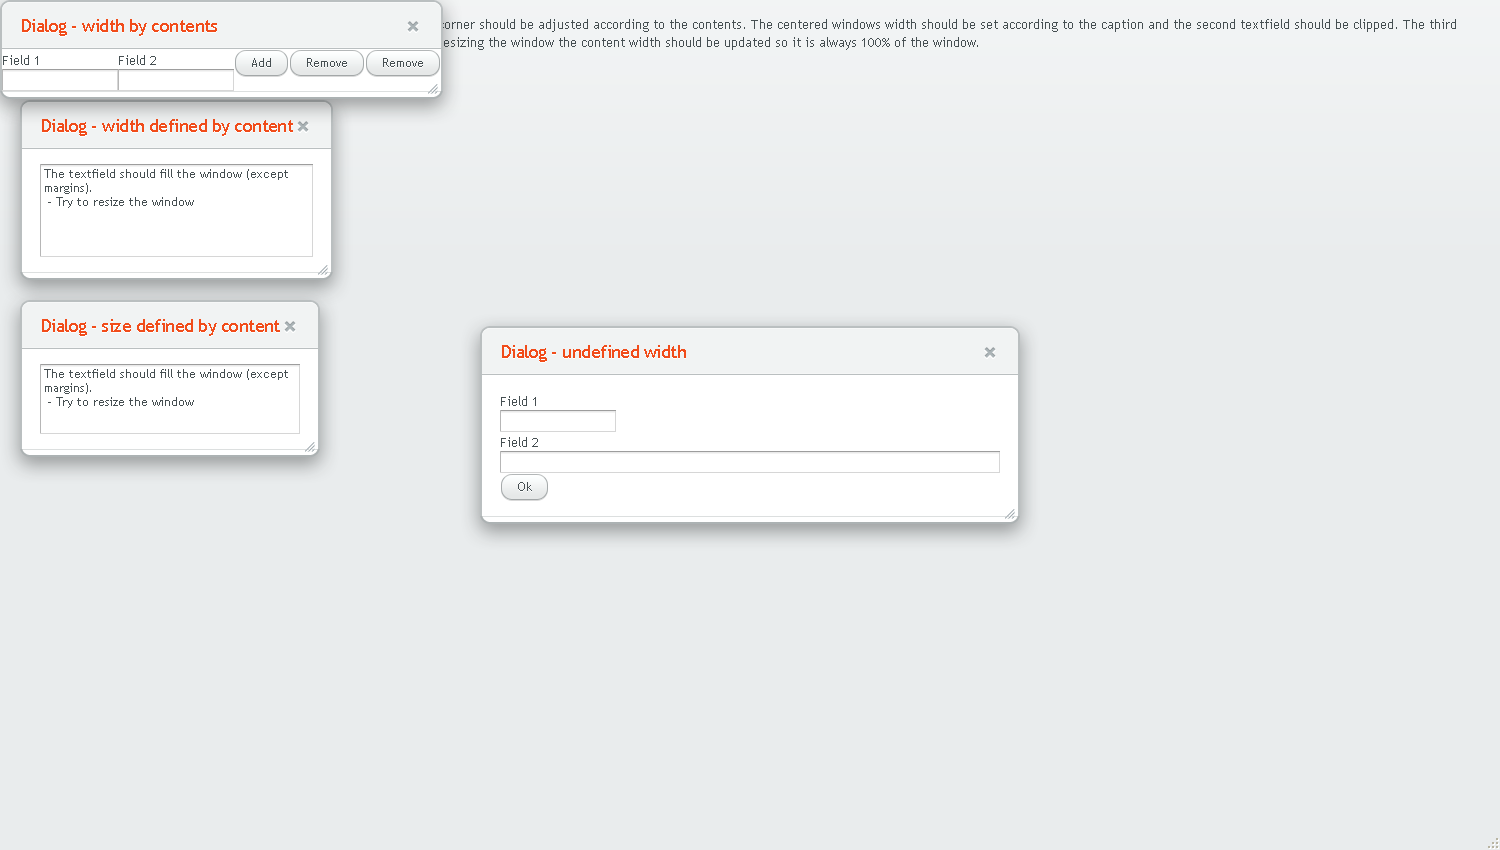 Dialog - width by contents
corner should be adjusted according to the contents. The centered windows width should be set according to the caption and the second textfield should be clipped. The third
esizing the window the content width should be updated so it is always 100% of the window.
Field 1 Field 2 Add Remove Remove
Dialog - width defined by content
The textfield should fill the window (except
margins).
- Try to resize the window
Dialog - size defined by content
The textfield should fill the window (except
margins).
- Try to resize the window
Dialog - undefined width
Field 1
Field 2
Ok